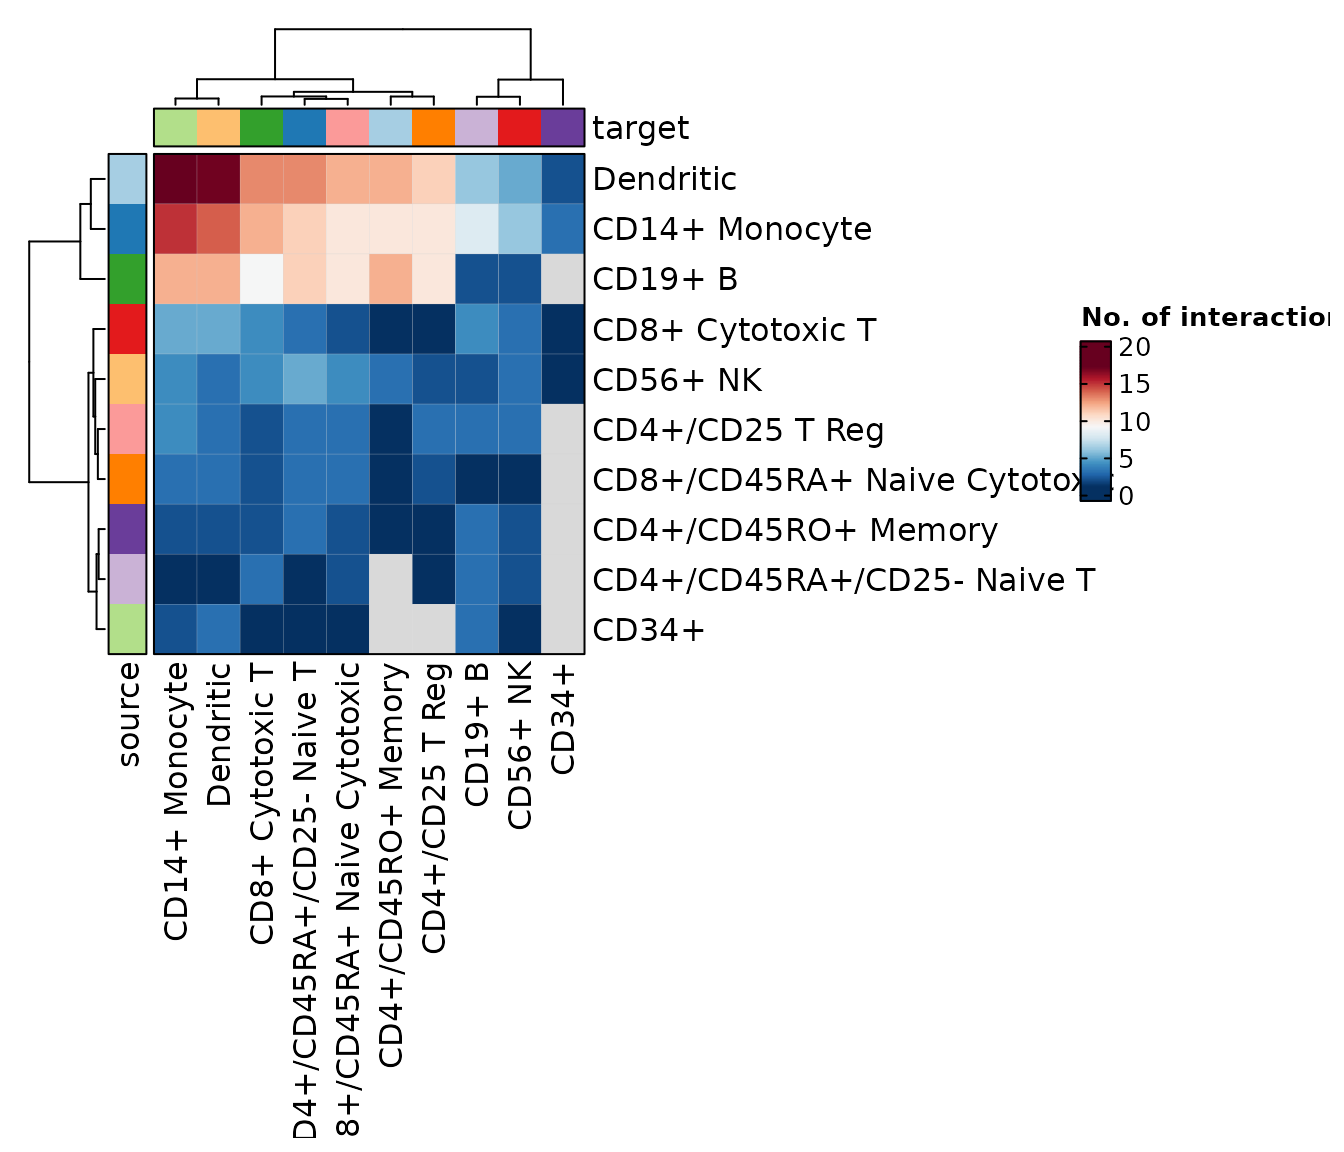 target
Dendritic
CD14+ Monocyte
CD19+ B
CD8+ Cytotoxic T
CD56+ NK
CD4+/CD25 T Reg
CD8+/CD45RA+ Naive Cytotox
CD4+/CD45RO+ Memory
CD4+/CD45RA+/CD25- Naive T
CD34+
No. of interaction
20
15
10
5
0
source
CD14+ Monocyte
Dendritic
CD8+ Cytotoxic T
D4+/CD45RA+/CD25- Naive T
8+/CD45RA+ Naive Cytotoxic
CD4+/CD45RO+ Memory
CD4+/CD25 T Reg
CD19+ B
CD56+ NK
CD34+